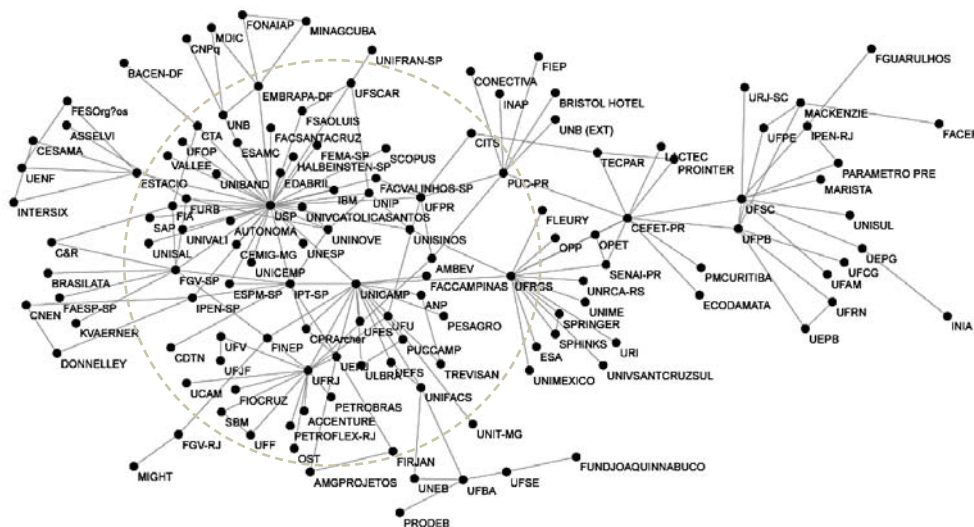 FONAIAP
MDIC
MINAGCUBA
CNPq
UNIFRAN-SP
FIEP
FGUARULHOS
BACEN-DF
CONECTIVA
EMBRAPA-DF
UFSCAR
INAP
BRISTOL HOTEL
URJ-SC
MACKENZIE
FESOrg?os
FSAOLUIS
UNB
FACSANTACRUZ
UNB (EXT)
UFPE
IPEN-RJ
FACEF
ASSELVI
CTA
CITS
UFOP
ESAMC
FEMA-SP
SCOPUS
LACTEC
CESAMA
VALLEE
HALBEINSTEN-SP
TECPAR
PROINTER
UENF
ESTACIO
UNIBAND
EDABRIL
PUC-PR
PARAMETRO PRE
FACVALINHOS-SP
MARISTA
IBM
UNIP
UFPR
INTERSIX
FURB
USP
UFSC
FIA
UNIVCATOLICASANTOS
FLEURY
CEFET-PR
UNISUL
SAP
AUTONOMA
UNIVALI
UNINOVE
UNISINOS
OPP
OPET
UFPB
C&R
UNISAL
CEMIG-MG
UNESP
UEPG
AMBEV
SENAI-PR
PMCURITIBA
UFCG
FGV-SP
UNICEMP
FACCAMPINAS
UFRGS
UFAM
BRASILATA
ESPM-SP
IPT-SP
UNICAMP
UNRCA-RS
ECODAMATA
FAESP-SP
IPEN-SP
ANP
UNIME
UFRN
CNEN
PESAGRO
SPRINGER
INIA
KVAERNER
CPRArcher
UFES
UFU
SPHINKS
UEPB
FINEP
PUCCAMP
URI
DONNELLEY
CDTN
UFV
UERJ
ESA
UFJF
UFRJ
ULBRA
UEFS
TREVISAN
UNIMEXICO
UNIVSANTCRUZSUL
UCAM
FIOCRUZ
PETROBRAS
UNIFACS
SBM
ACCENTURE
UNIT-MG
FGV-RJ
UFF
PETROFLEX-RJ
OST
FIRJAN
MIGHT
AMGPROJETOS
FUNDJOAQUINNABUCO
UNEB
UFBA
UFSE
PRODEB